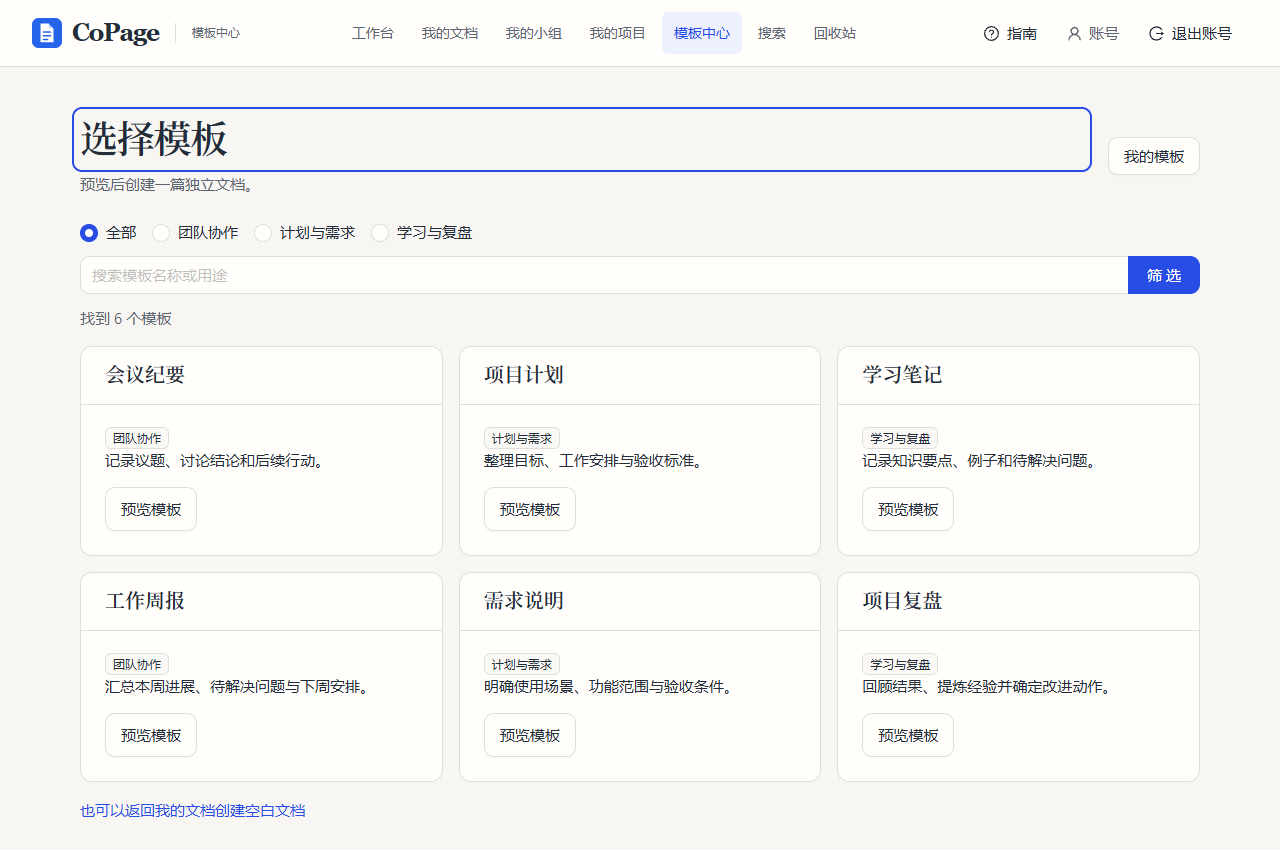 CoPage 模板中心 工作台 我的文档 我的小组 我的项目 模板中心 搜索 回收站 指南 账号 退出账号
选择模板
我的模板
预览后创建一篇独立文档。
全部 团队协作 计划与需求 学习与复盘
搜索模板名称或用途 筛 选
找到 6 个模板
会议纪要
团队协作
记录议题、讨论结论和后续行动。
预览模板
项目计划
计划与需求
整理目标、工作安排与验收标准。
预览模板
学习笔记
学习与复盘
记录知识要点、例子和待解决问题。
预览模板
工作周报
团队协作
汇总本周进展、待解决问题与下周安排。
预览模板
需求说明
计划与需求
明确使用场景、功能范围与验收条件。
预览模板
项目复盘
学习与复盘
回顾结果、提炼经验并确定改进动作。
预览模板
也可以返回我的文档创建空白文档